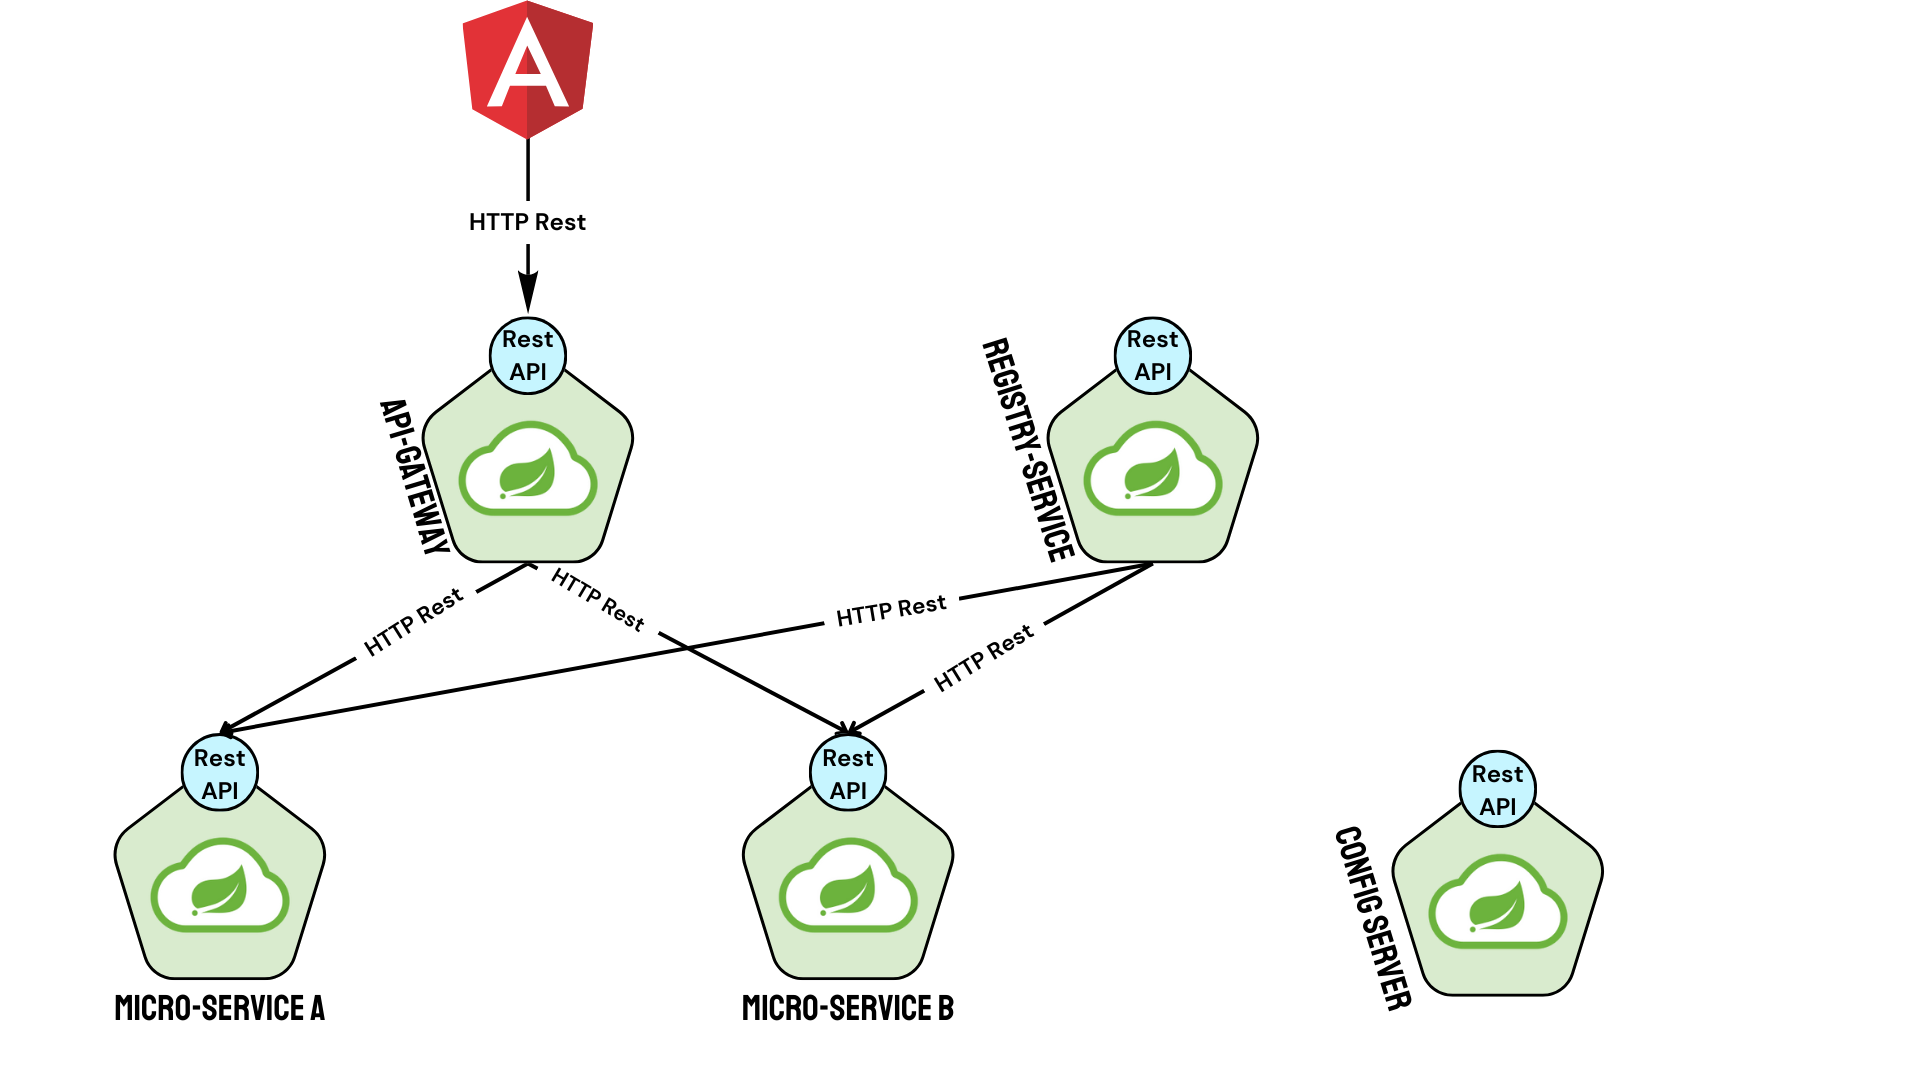 HTTP Rest
Rest
API
API-GATEWAY
Rest
API
REGISTRY-SERVICE
HTTP Rest
HTTP Rest
HTTP Rest
HTTP Rest
Rest
API
MICRO-SERVICE A
Rest
API
MICRO-SERVICE B
Rest
API
CONFIG SERVER